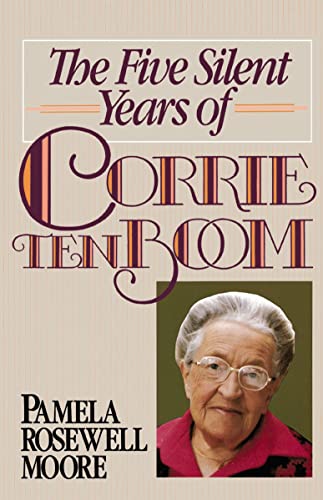 The Five Silent
Years of
CORRIE
TEN BOOM
PAMELA
ROSEWELL
MOORE